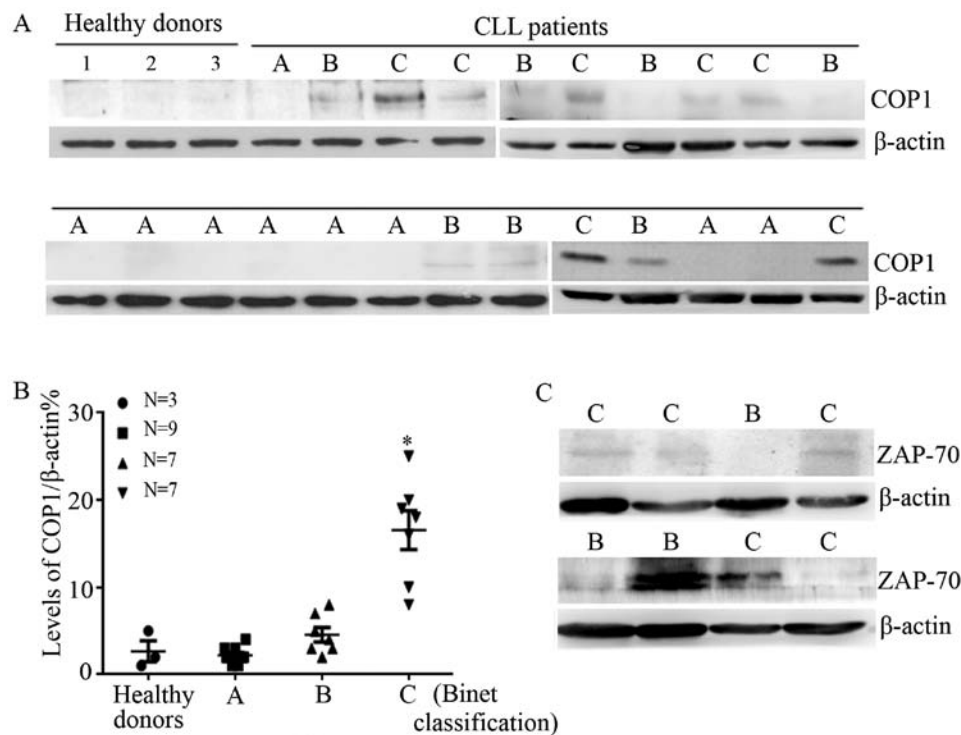 A
Healthy donors CLL patients
1 2 3 A B C C B C B C C B
COP1
β-actin
A A A A A A B B C B A A C
COP1
β-actin
B
Levels of COP1/β-actin%
N=3
N=9
N=7
N=7
30
20
10
0
*
Healthy donors A B C (Binet classification)
C
C C B C
ZAP-70
β-actin
B B C C
ZAP-70
β-actin